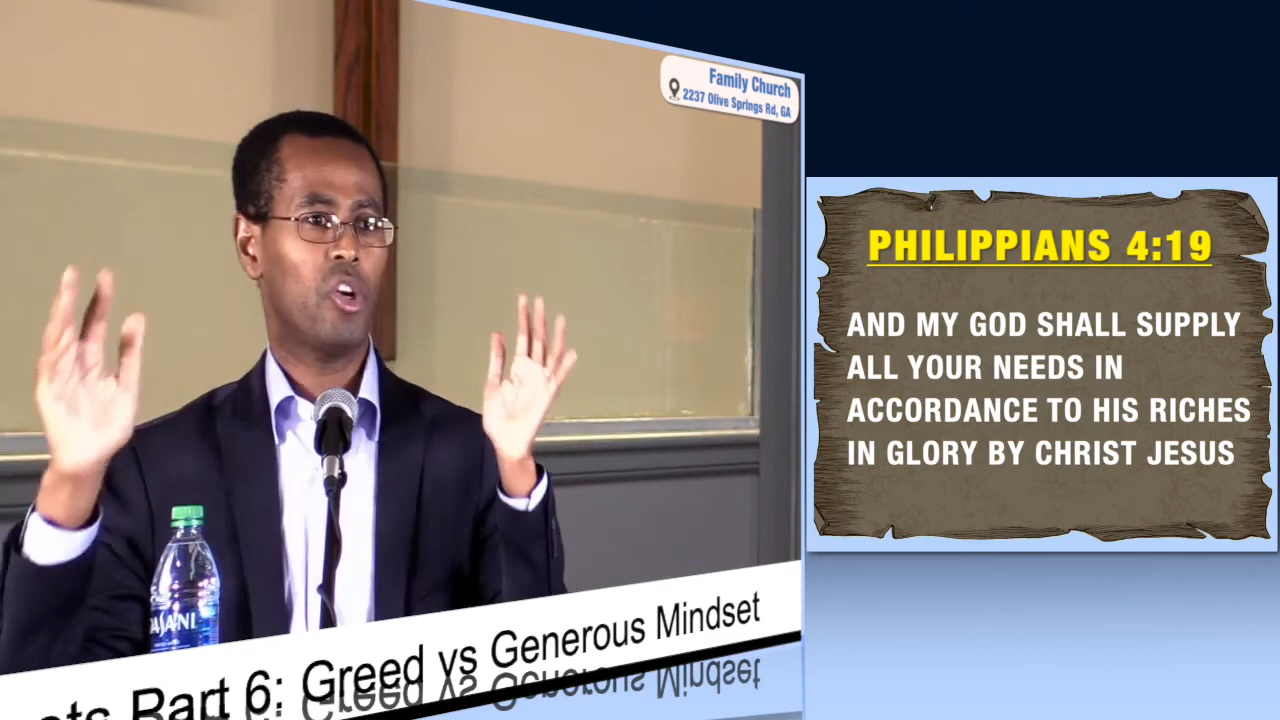 Family Church
2237 Olive Springs Rd, GA
PHILIPPIANS 4:19
AND MY GOD SHALL SUPPLY
ALL YOUR NEEDS IN
ACCORDANCE TO HIS RICHES
IN GLORY BY CHRIST JESUS
DASANI
Part 6: Greed vs Generous Mindset